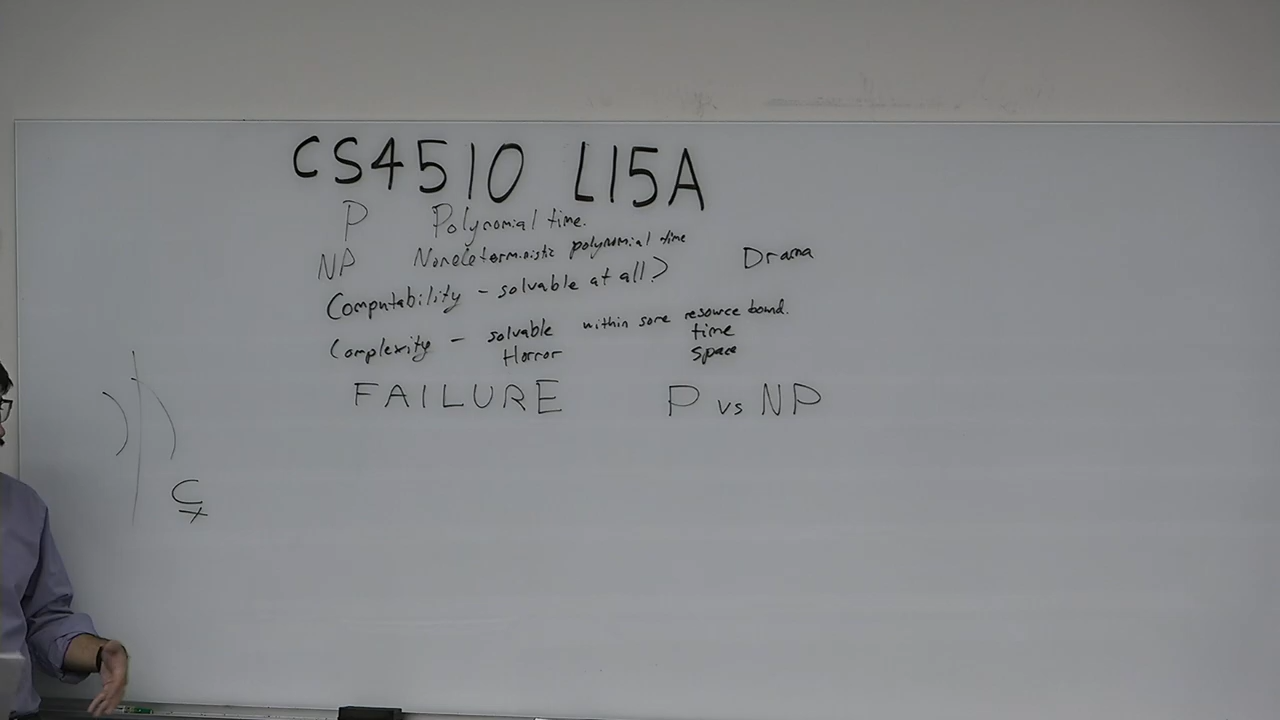 CS4510 L15A
P Polynomial time.
NP Nondeterministic polynomial time
Drama
Computability - solvable at all?
Complexity - solvable within some resource bound.
time
Horror space
FAILURE P vs NP
⊊